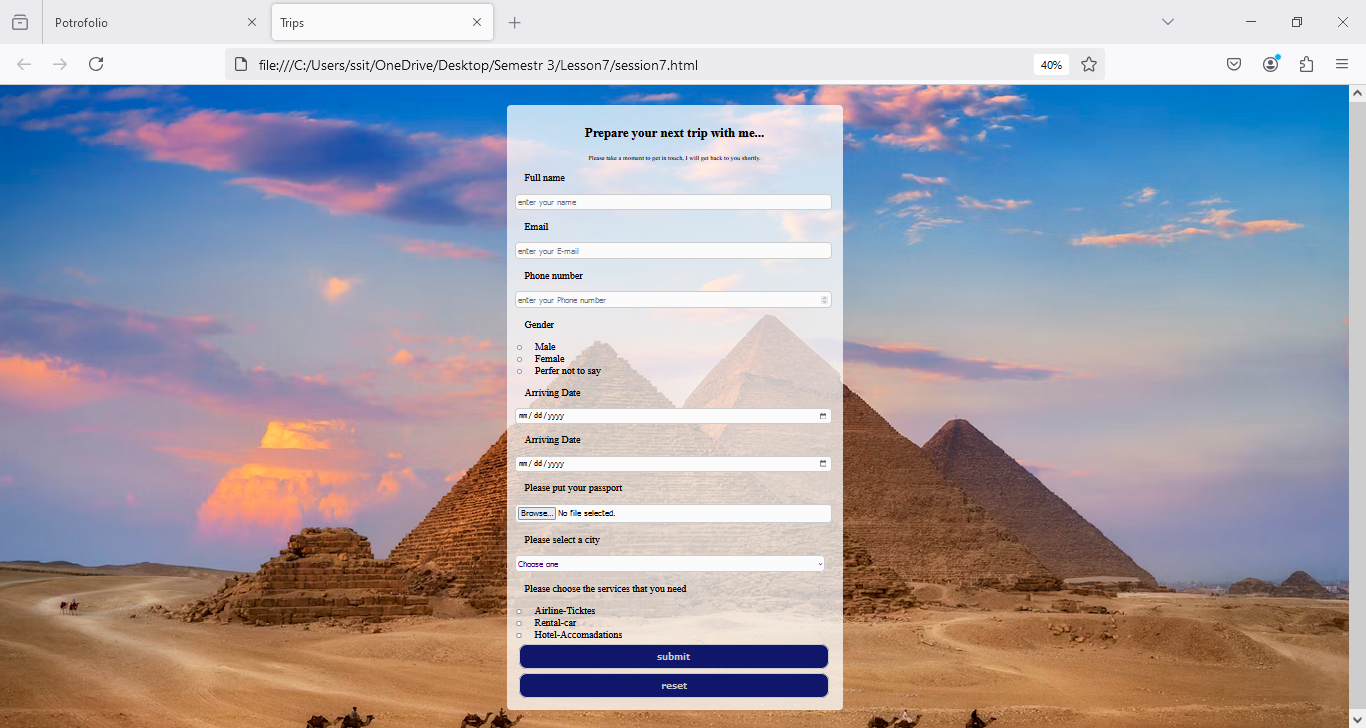 Potrofolio
Trips
file:///C:/Users/ssit/OneDrive/Desktop/Semestr 3/Lesson7/session7.html
40%
Prepare your next trip with me...
Please take a moment to get in touch, I will get back to you shortly.
Full name
enter your name
Email
enter your E-mail
Phone number
enter your Phone number
Gender
Male
Female
Perfer not to say
Arriving Date
mm/dd/yyyy
Arriving Date
mm/dd/yyyy
Please put your passport
Browse... No file selected.
Please select a city
Choose one
Please choose the services that you need
Airline-Ticktes
Rental-car
Hotel-Accomadations
submit
reset